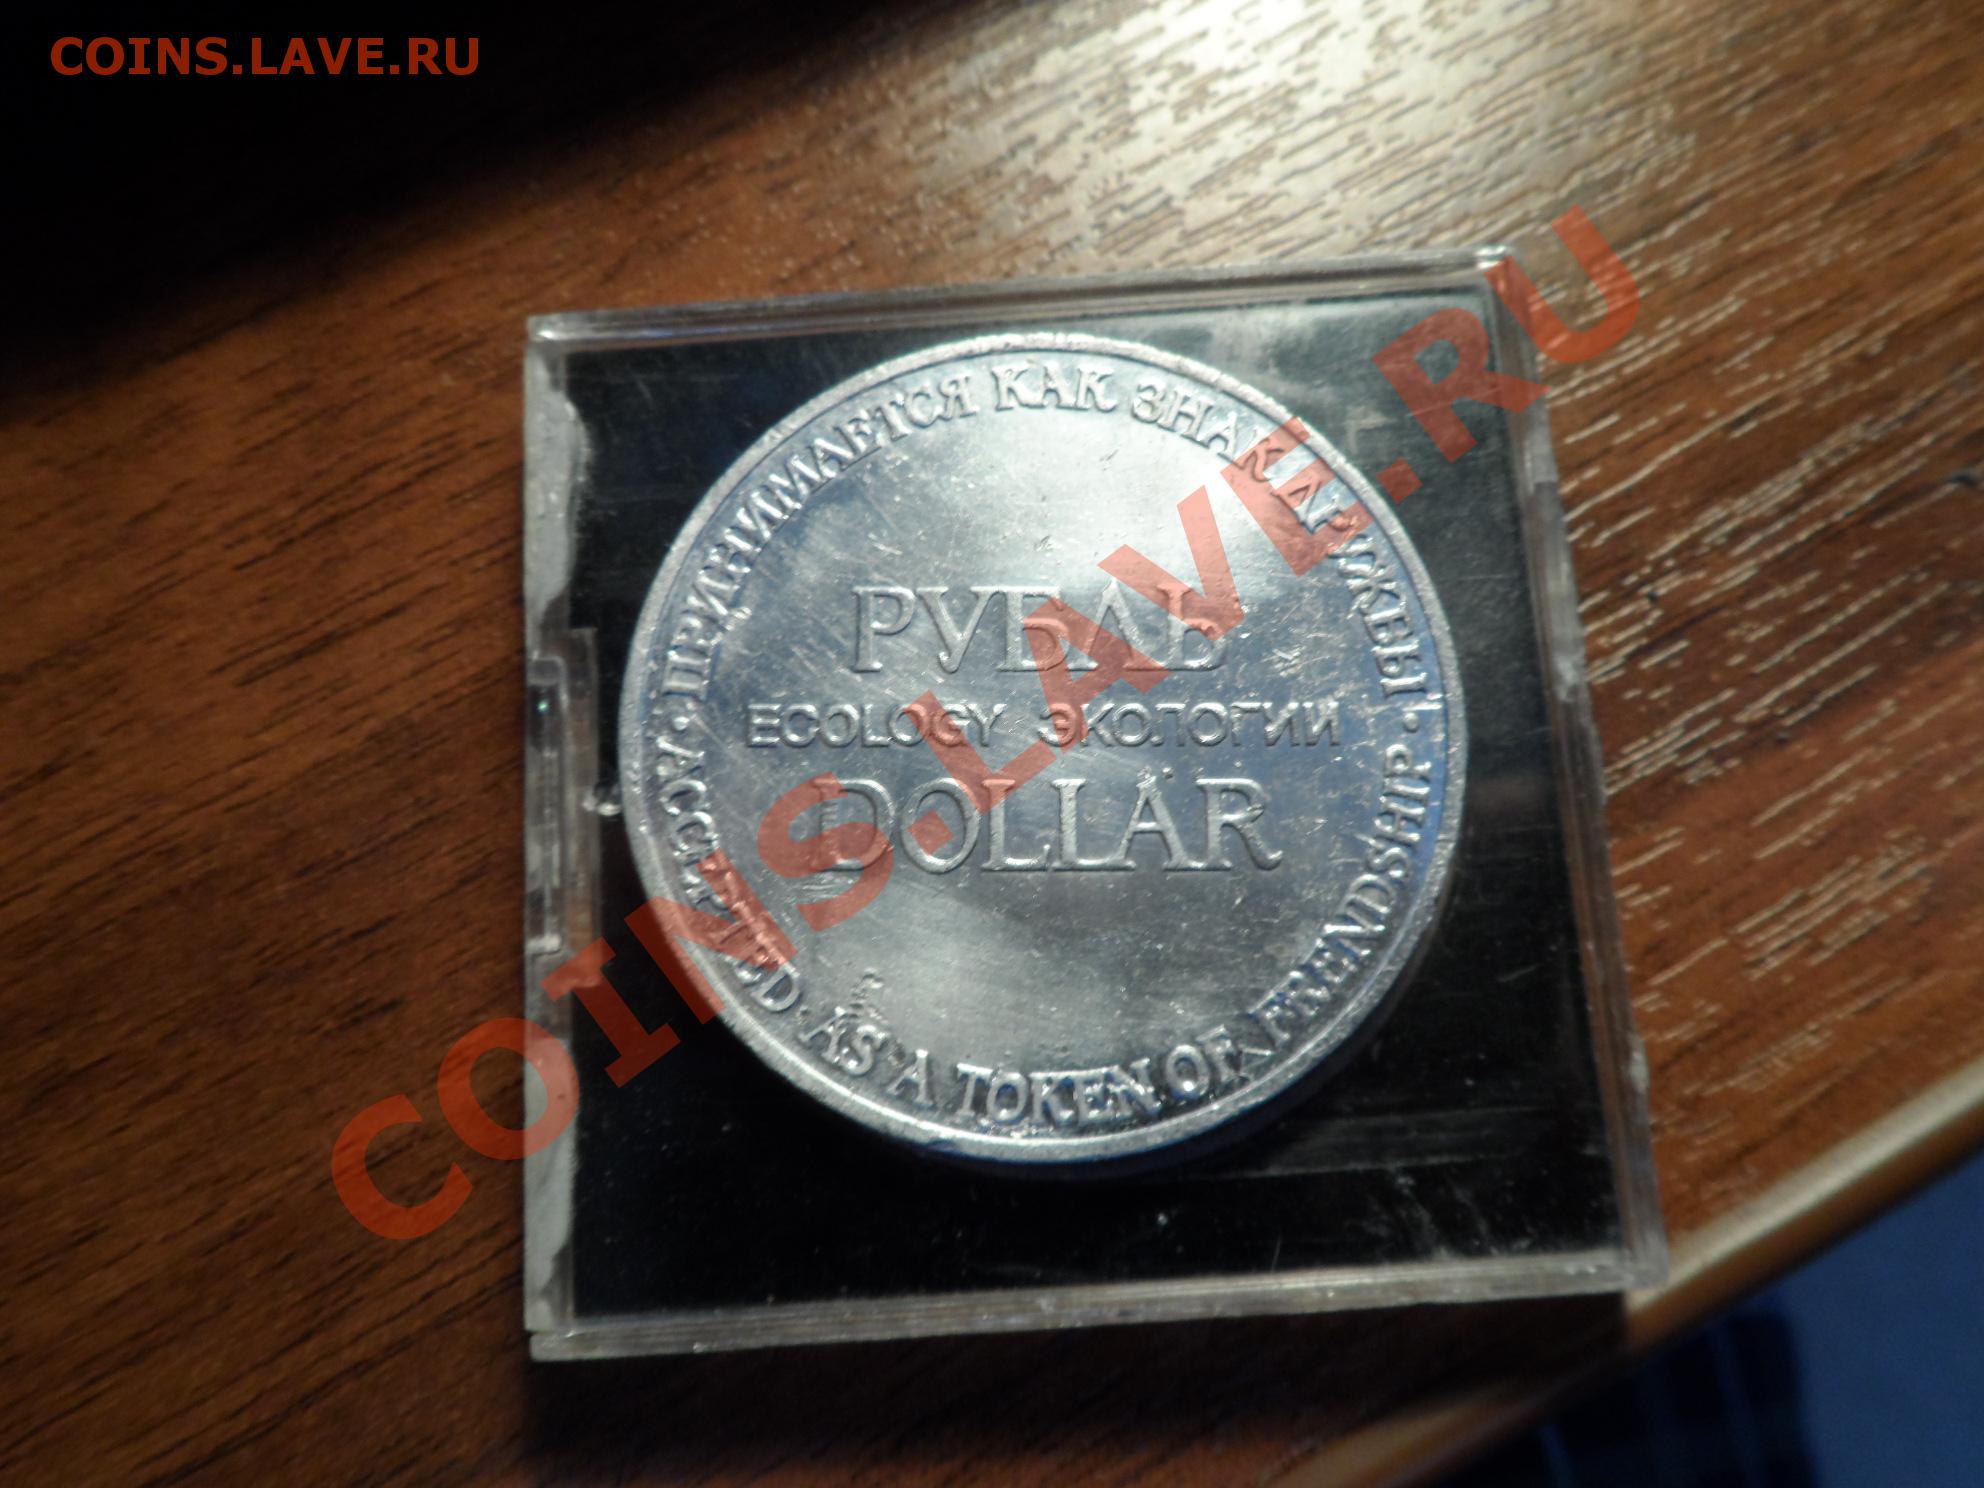 COINS.LAVE.RU
ПРИНИМАЕТСЯ КАК ЗНАК ДРУЖБЫ
РУБЛЬ
ECOLOGY ЭКОЛОГИИ
DOLLAR
ACCEPTED · AS · A TOKEN OF FRIENDSHIP
COINS.LAVE.RU